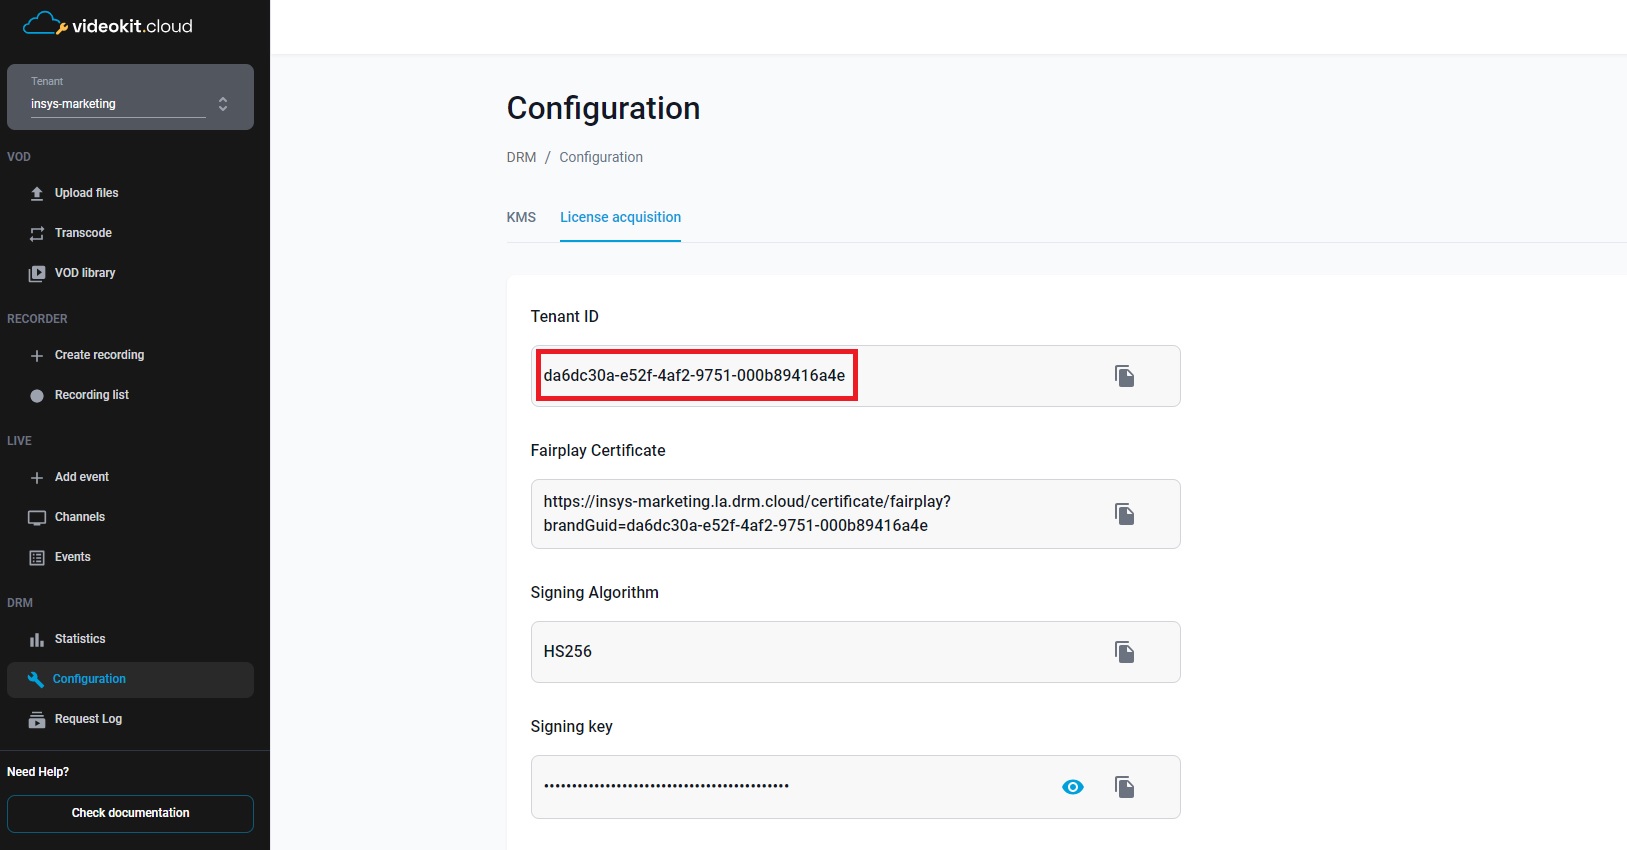 videokit.cloud
Tenant
insys-marketing
VOD
Upload files
Transcode
VOD library
RECORDER
Create recording
Recording list
LIVE
Add event
Channels
Events
DRM
Statistics
Configuration
Request Log
Need Help?
Check documentation
Configuration
DRM / Configuration
KMS License acquisition
Tenant ID
da6dc30a-e52f-4af2-9751-000b89416a4e
Fairplay Certificate
https://insys-marketing.la.drm.cloud/certificate/fairplay?
brandGuid=da6dc30a-e52f-4af2-9751-000b89416a4e
Signing Algorithm
HS256
Signing key